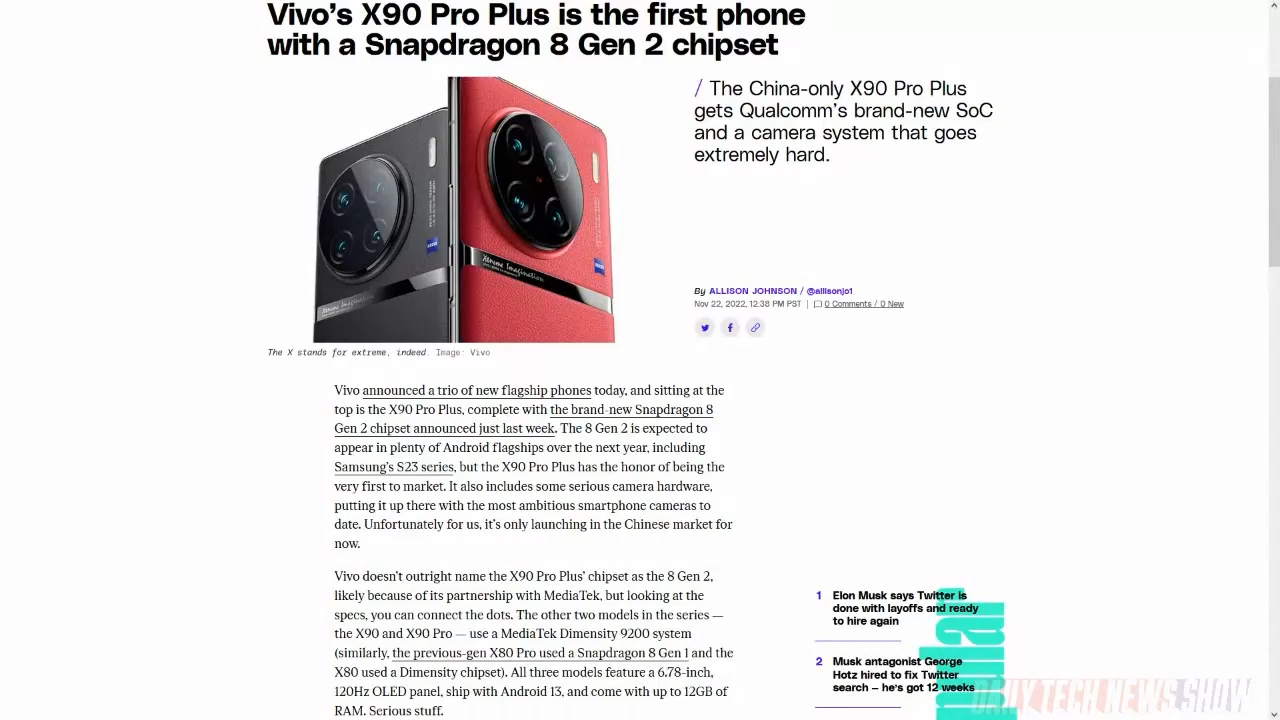 Vivo’s X90 Pro Plus is the first phone
with a Snapdragon 8 Gen 2 chipset
/ The China-only X90 Pro Plus
gets Qualcomm’s brand-new SoC
and a camera system that goes
extremely hard.
Xtreme Imagination
ZEISS
By ALLISON JOHNSON / @allisonjo1
Nov 22, 2022, 12:38 PM PST | 0 Comments / 0 New
The X stands for extreme, indeed. Image: Vivo
Vivo announced a trio of new flagship phones today, and sitting at the
top is the X90 Pro Plus, complete with the brand-new Snapdragon 8
Gen 2 chipset announced just last week. The 8 Gen 2 is expected to
appear in plenty of Android flagships over the next year, including
Samsung’s S23 series, but the X90 Pro Plus has the honor of being the
very first to market. It also includes some serious camera hardware,
putting it up there with the most ambitious smartphone cameras to
date. Unfortunately for us, it’s only launching in the Chinese market for
now.
Vivo doesn’t outright name the X90 Pro Plus’ chipset as the 8 Gen 2,
likely because of its partnership with MediaTek, but looking at the
specs, you can connect the dots. The other two models in the series —
the X90 and X90 Pro — use a MediaTek Dimensity 9200 system
(similarly, the previous-gen X80 Pro used a Snapdragon 8 Gen 1 and the
X80 used a Dimensity chipset). All three models feature a 6.78-inch,
120Hz OLED panel, ship with Android 13, and come with up to 12GB of
RAM. Serious stuff.
1 Elon Musk says Twitter is
done with layoffs and ready
to hire again
2 Musk antagonist George
Hotz hired to fix Twitter
search — he’s got 12 weeks
DAILY TECH NEWS SHOW